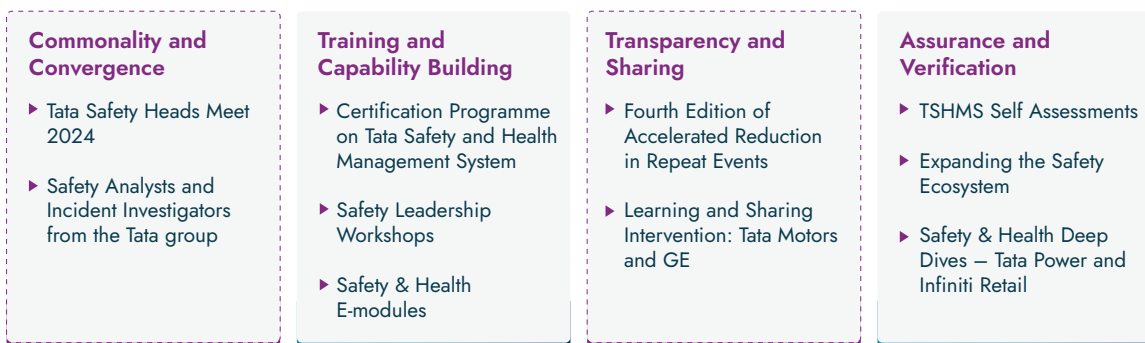 Commonality and
Convergence
Tata Safety Heads Meet
2024
Safety Analysts and
Incident Investigators
from the Tata group
Training and
Capability Building
Certification Programme
on Tata Safety and Health
Management System
Safety Leadership
Workshops
Safety & Health
E-modules
Transparency and
Sharing
Fourth Edition of
Accelerated Reduction
in Repeat Events
Learning and Sharing
Intervention: Tata Motors
and GE
Assurance and
Verification
TSHMS Self Assessments
Expanding the Safety
Ecosystem
Safety & Health Deep
Dives – Tata Power and
Infiniti Retail